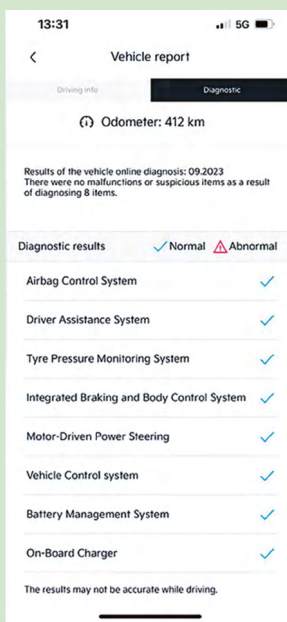 13:31 5G
Vehicle report
Driving info Diagnostic
Odometer: 412 km
Results of the vehicle online diagnosis: 09.2023
There were no malfunctions or suspicious items as a result
of diagnosing 8 items.
Diagnostic results Normal Abnormal
Airbag Control System
Driver Assistance System
Tyre Pressure Monitoring System
Integrated Braking and Body Control System
Motor-Driven Power Steering
Vehicle Control system
Battery Management System
On-Board Charger
The results may not be accurate while driving.